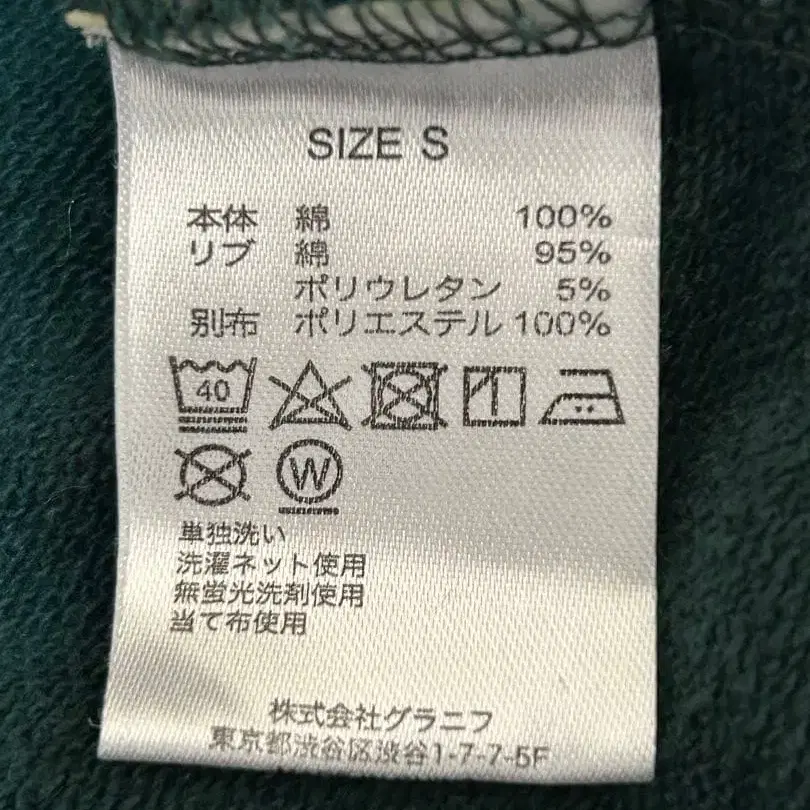 SIZE S
本体 綿 100%
リブ 綿 95%
ポリウレタン 5%
別布 ポリエステル 100%
40
W
単独洗い
洗濯ネット使用
無蛍光洗剤使用
当て布使用
株式会社グラニフ
東京都渋谷区渋谷1-7-7-5F